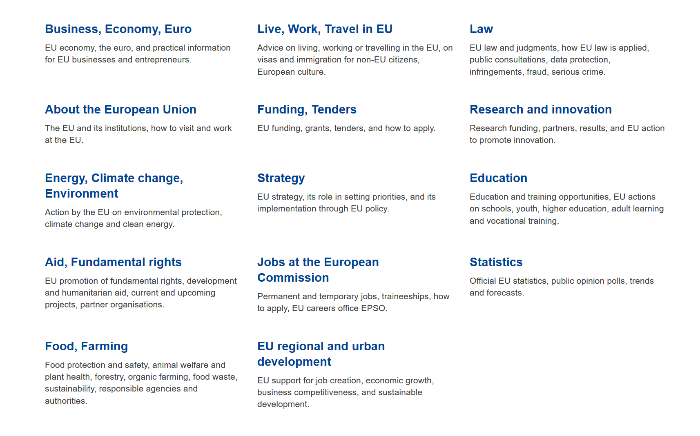 Business, Economy, Euro
EU economy, the euro, and practical information
for EU businesses and entrepreneurs.
Live, Work, Travel in EU
Advice on living, working or travelling in the EU, on
visas and immigration for non-EU citizens,
European culture.
Law
EU law and judgments, how EU law is applied,
public consultations, data protection,
infringements, fraud, serious crime.
About the European Union
The EU and its institutions, how to visit and work
at the EU.
Funding, Tenders
EU funding, grants, tenders, and how to apply.
Research and innovation
Research funding, partners, results, and EU action
to promote innovation.
Energy, Climate change,
Environment
Action by the EU on environmental protection,
climate change and clean energy.
Strategy
EU strategy, its role in setting priorities, and its
implementation through EU policy.
Education
Education and training opportunities, EU actions
on schools, youth, higher education, adult learning
and vocational training.
Aid, Fundamental rights
EU promotion of fundamental rights, development
and humanitarian aid, current and upcoming
projects, partner organisations.
Jobs at the European
Commission
Permanent and temporary jobs, traineeships, how
to apply, EU careers office EPSO.
Statistics
Official EU statistics, public opinion polls, trends
and forecasts.
Food, Farming
Food protection and safety, animal welfare and
plant health, forestry, organic farming, food waste,
sustainability, responsible agencies and
authorities.
EU regional and urban
development
EU support for job creation, economic growth,
business competitiveness, and sustainable
development.